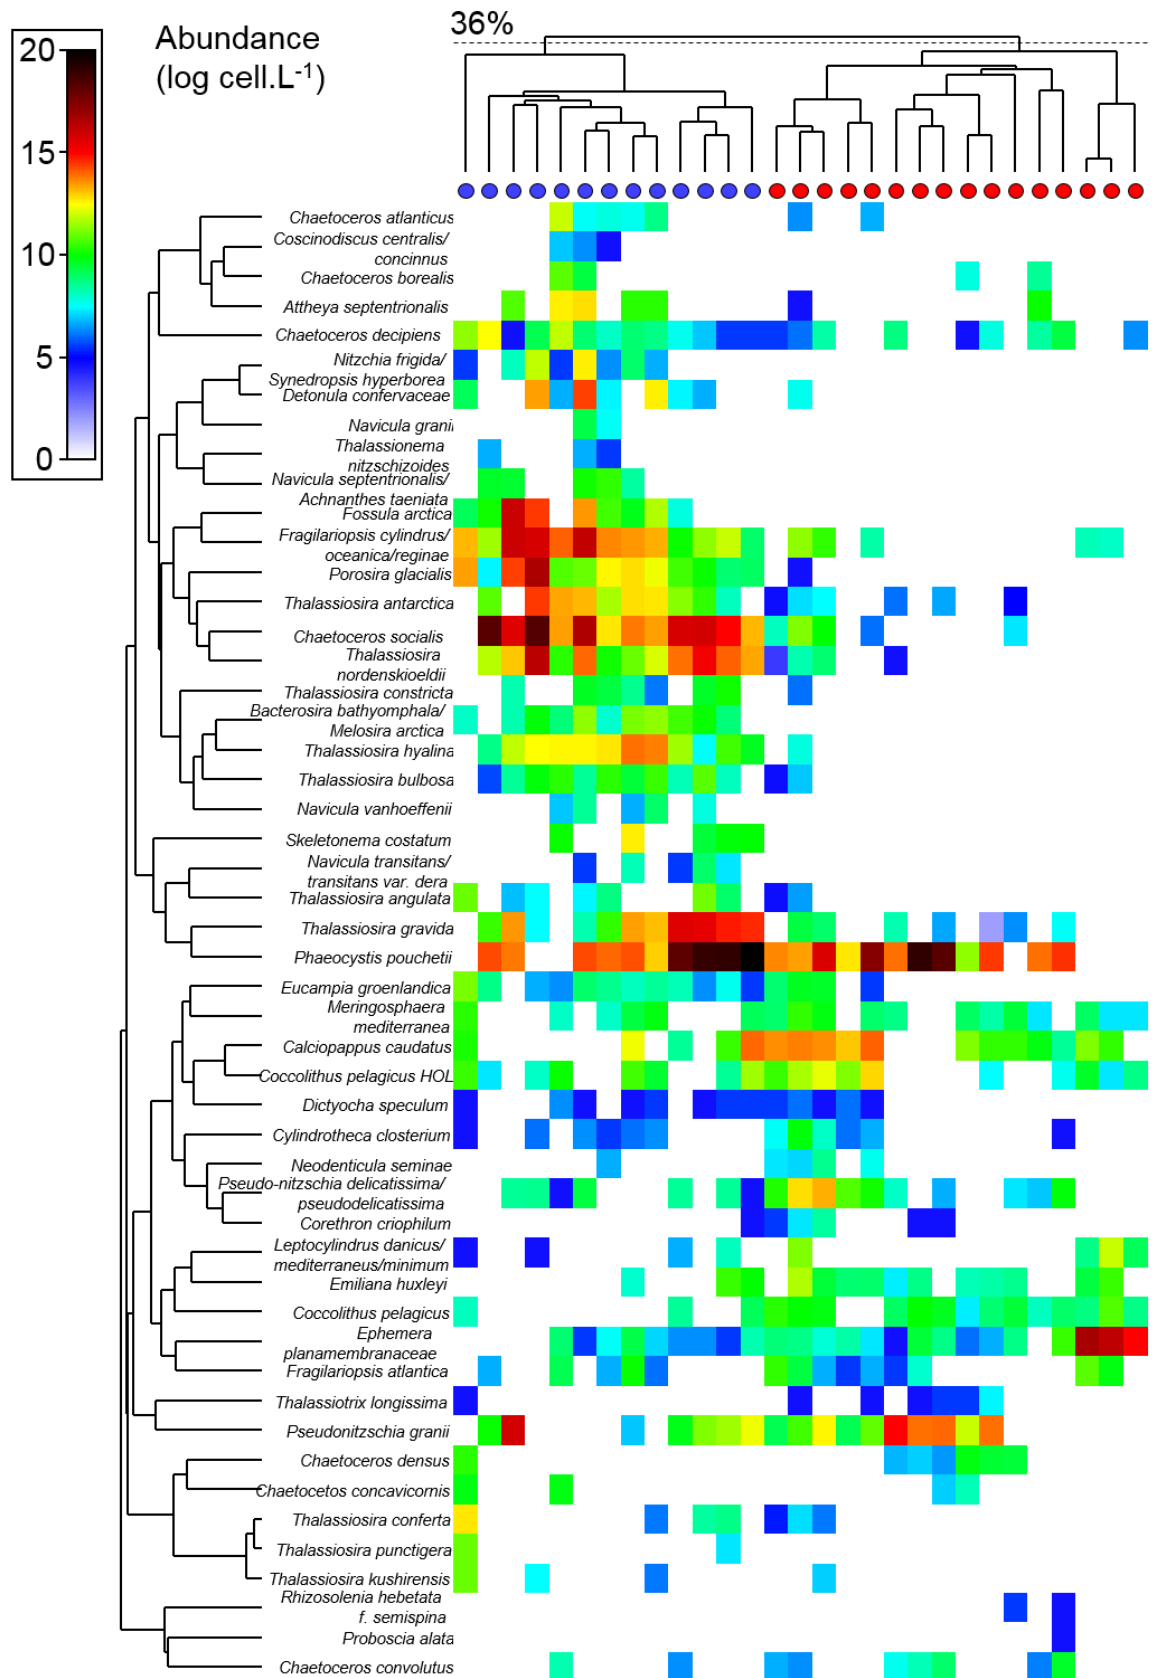 36%
Abundance
(log cell.L-1)
20
15
10
5
0
Chaetoceros atlanticus
Coscinodiscus centralis/
concinnus
Chaetoceros borealis
Attheya septentrionalis
Chaetoceros decipiens
Nitzchia frigida/
Synedropsis hyperborea
Detonula confervaceae
Navicula granii
Thalassionema
nitzschizoides
Navicula septentrionalis/
Achnanthes taeniata
Fossula arctica
Fragilariopsis cylindrus/
oceanica/reginae
Porosira glacialis
Thalassiosira antarctica
Chaetoceros socialis
Thalassiosira
nordenskioeldii
Thalassiosira constricta
Bacterosira bathyomphala/
Melosira arctica
Thalassiosira hyalina
Thalassiosira bulbosa
Navicula vanhoeffenii
Skeletonema costatum
Navicula transitans/
transitans var. dera
Thalassiosira angulata
Thalassiosira gravida
Phaeocystis pouchetii
Eucampia groenlandica
Meringosphaera
mediterranea
Calciopappus caudatus
Coccolithus pelagicus HOL
Dictyocha speculum
Cylindrotheca closterium
Neodenticula seminae
Pseudo-nitzschia delicatissima/
pseudodelicatissima
Corethron criophilum
Leptocylindrus danicus/
mediterraneus/minimum
Emiliana huxleyi
Coccolithus pelagicus
Ephemera
planamembranaceae
Fragilariopsis atlantica
Thalassiotrix longissima
Pseudonitzschia granii
Chaetoceros densus
Chaetocetos concavicornis
Thalassiosira conferta
Thalassiosira punctigera
Thalassiosira kushirensis
Rhizosolenia hebetata
f. semispina
Proboscia alata
Chaetoceros convolutus